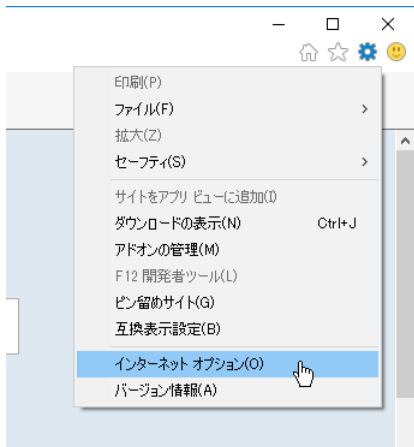 印刷(P)
ファイル(F)
拡大(Z)
セーフティ(S)
サイトをアプリ ビューに追加(I)
ダウンロードの表示(N) Ctrl+J
アドオンの管理(M)
F12 開発者ツール(L)
ピン留めサイト(G)
互換表示設定(B)
インターネット オプション(O)
バージョン情報(A)